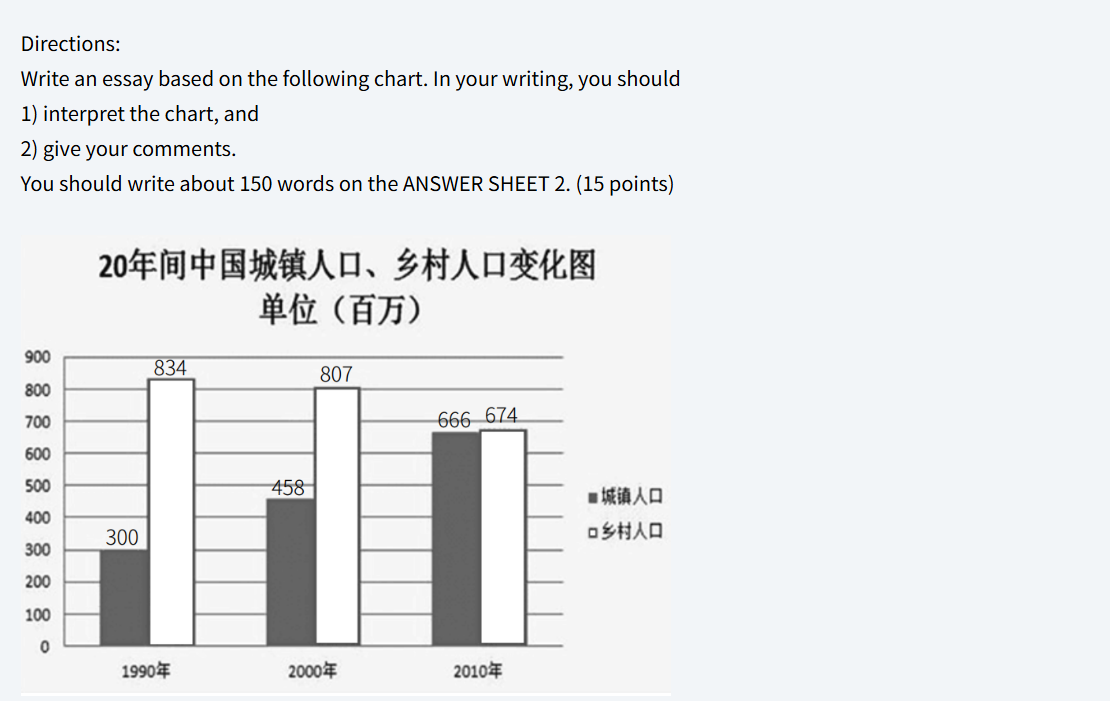 Directions:
Write an essay based on the following chart. In your writing, you should
1) interpret the chart, and
2) give your comments.
You should write about 150 words on the ANSWER SHEET 2. (15 points)
20年间中国城镇人口、乡村人口变化图
单位（百万）
900
800
700
600
500
400
300
200
100
0
300
834
458
807
666
674
1990年
2000年
2010年
■城镇人口
□乡村人口